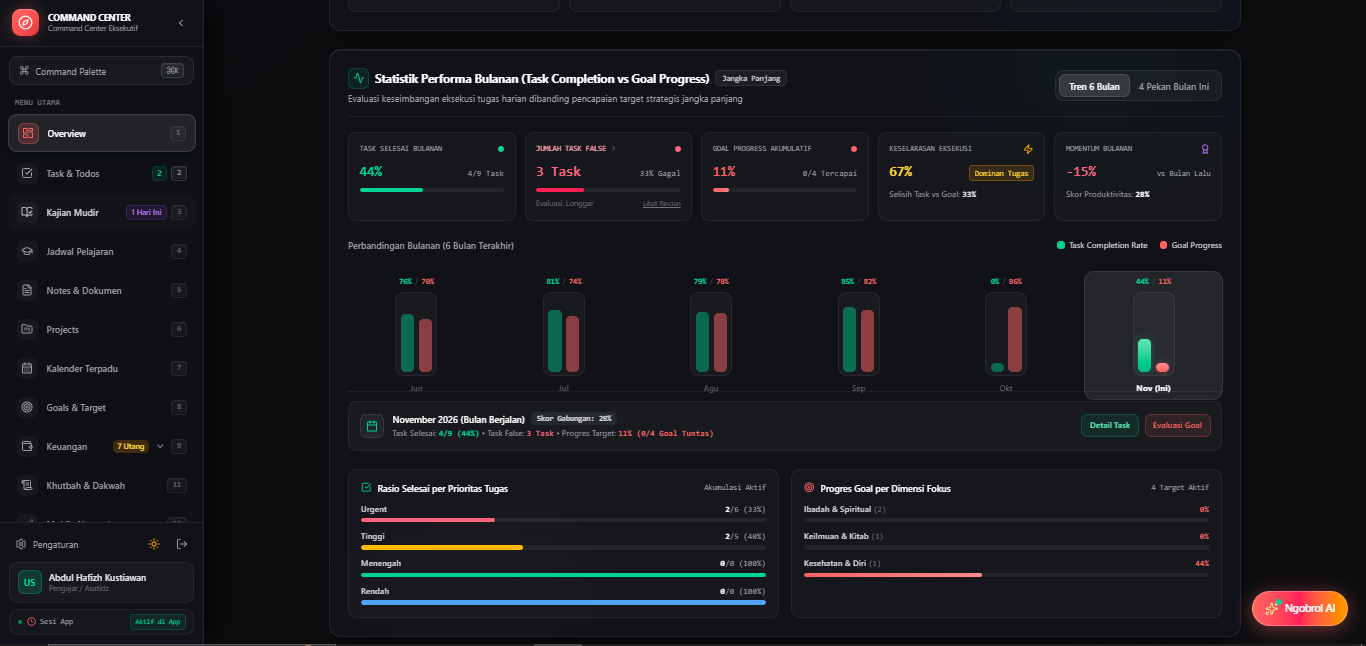 COMMAND CENTER
Command Center Eksekutif
Command Palette
⌘K
MENU UTAMA
Overview 1
Task & Todos 2 2
Kajian Mudir 1 Hari Ini 3
Jadwal Pelajaran 4
Notes & Dokumen 5
Projects 6
Kalender Terpadu 7
Goals & Target 8
Keuangan 7 Utang 9
Khutbah & Dakwah 11
Pengaturan
US
Abdul Hafizh Kustiawan
Pengajar / Asatidz
Sesi App Aktif di App
Statistik Performa Bulanan (Task Completion vs Goal Progress) Jangka Panjang
Evaluasi keseimbangan eksekusi tugas harian dibanding pencapaian target strategis jangka panjang
Tren 6 Bulan 4 Pekan Bulan Ini
TASK SELESAI BULANAN
44% 4/9 Task
JUMLAH TASK FALSE >
3 Task 33% Gagal
Evaluasi: Longgar Lihat Rincian
GOAL PROGRESS AKUMULATIF
11% 0/4 Tercapai
KESELARASAN EKSEKUSI
67% Dominan Tugas
Selisih Task vs Goal: 33%
MOMENTUM BULANAN
-15% vs Bulan Lalu
Skor Produktivitas: 28%
Perbandingan Bulanan (6 Bulan Terakhir)
Task Completion Rate Goal Progress
76% / 70% 81% / 74% 79% / 78% 85% / 82% 0% / 86% 44% / 11%
Jun Jul Agu Sep Okt Nov (Ini)
November 2026 (Bulan Berjalan) Skor Gabungan: 28%
Task Selesai: 4/9 (44%) • Task False: 3 Task • Progres Target: 11% (0/4 Goal Tuntas)
Detail Task Evaluasi Goal
Rasio Selesai per Prioritas Tugas Akumulasi Aktif
Urgent 2/6 (33%)
Tinggi 2/5 (40%)
Menengah 0/0 (100%)
Rendah 0/0 (100%)
Progres Goal per Dimensi Fokus 4 Target Aktif
Ibadah & Spiritual (2) 0%
Keilmuan & Kitab (1) 0%
Kesehatan & Diri (1) 44%
Ngobrol AI